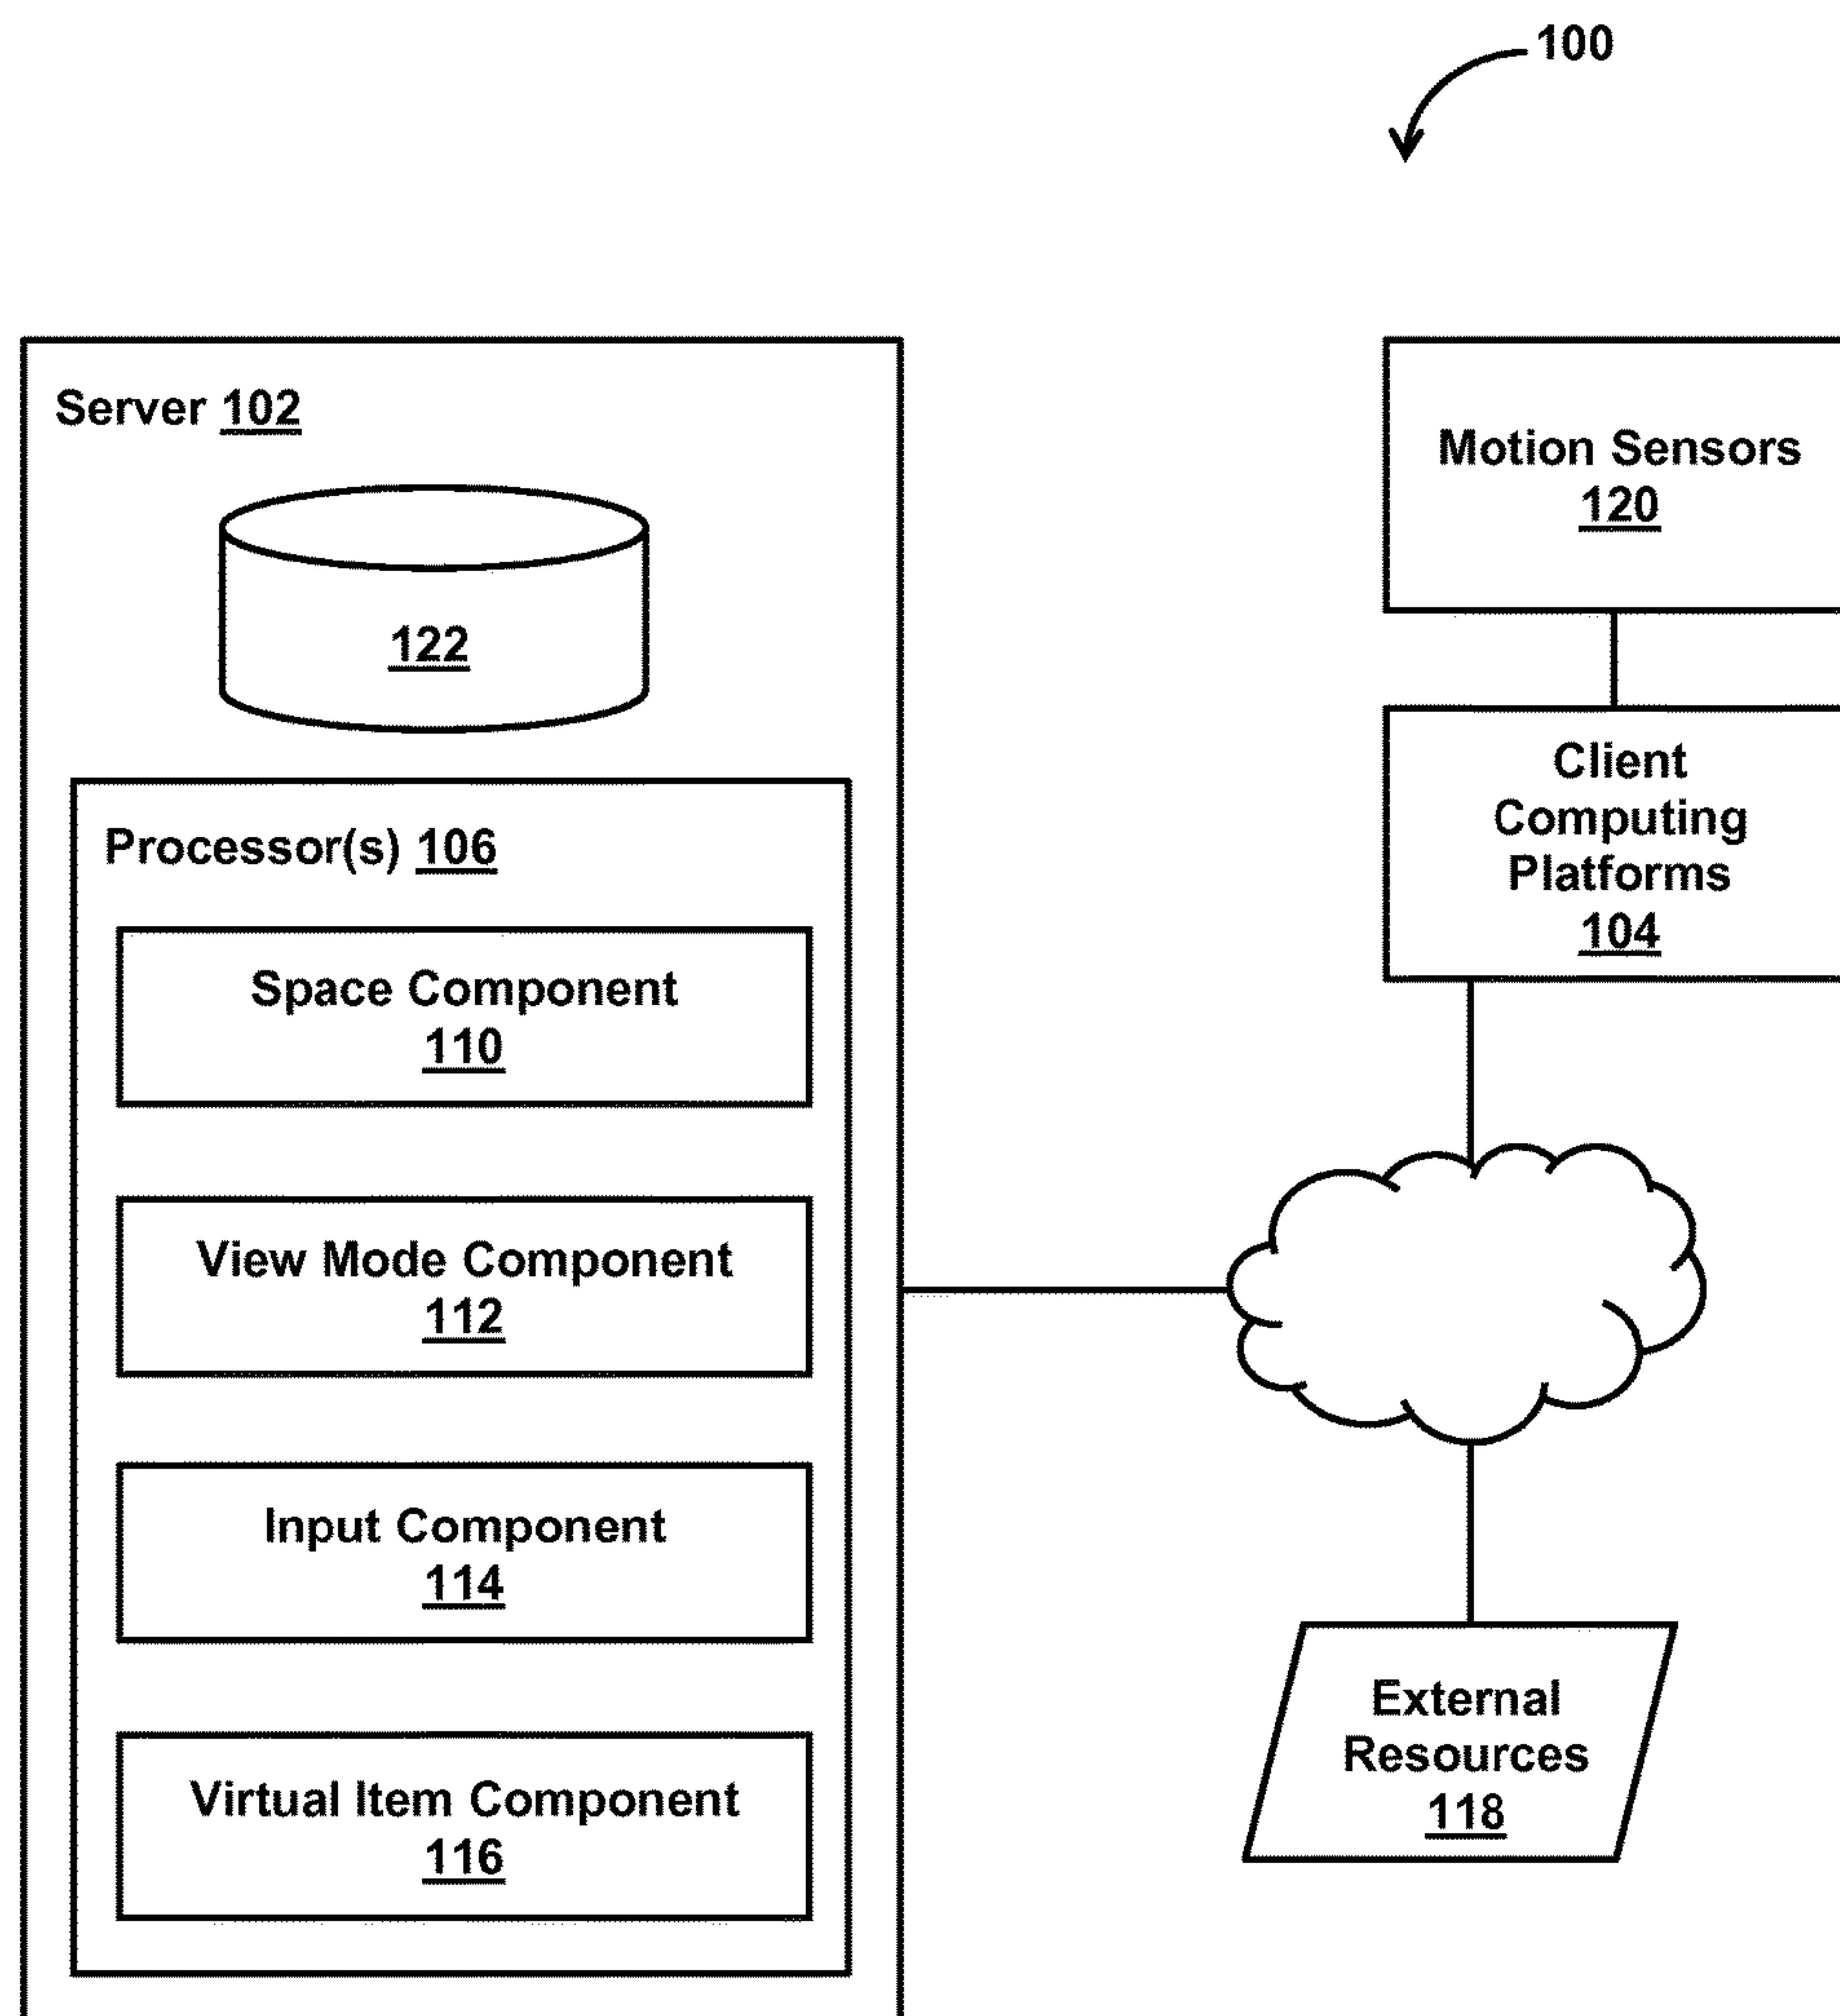 100
Server 102
122
Processor(s) 106
Space Component
110
View Mode Component
112
Input Component
114
Virtual Item Component
116
Motion Sensors
120
Client
Computing
Platforms
104
External
Resources
118